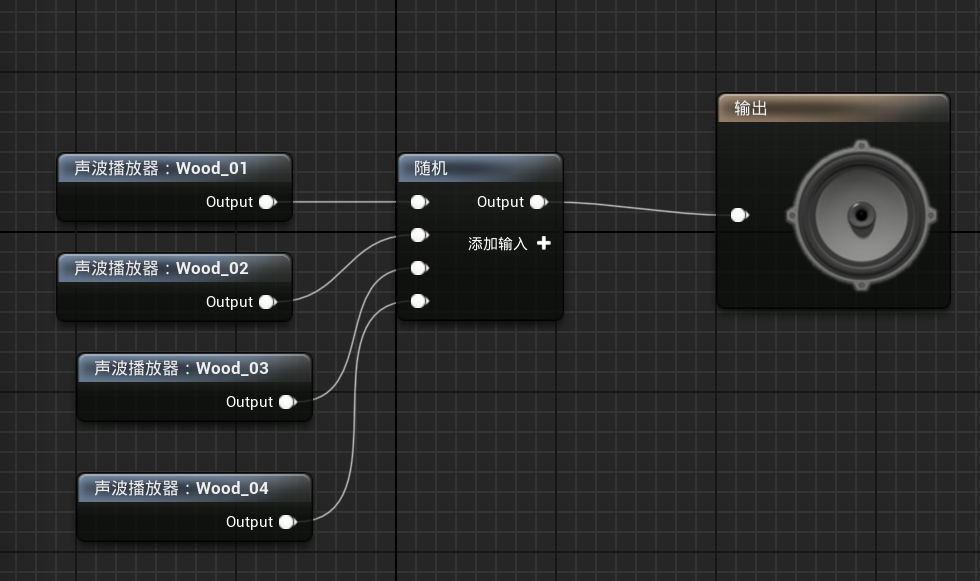 声波播放器：Wood_01
Output
声波播放器：Wood_02
Output
声波播放器：Wood_03
Output
声波播放器：Wood_04
Output
随机
Output
添加输入
输出